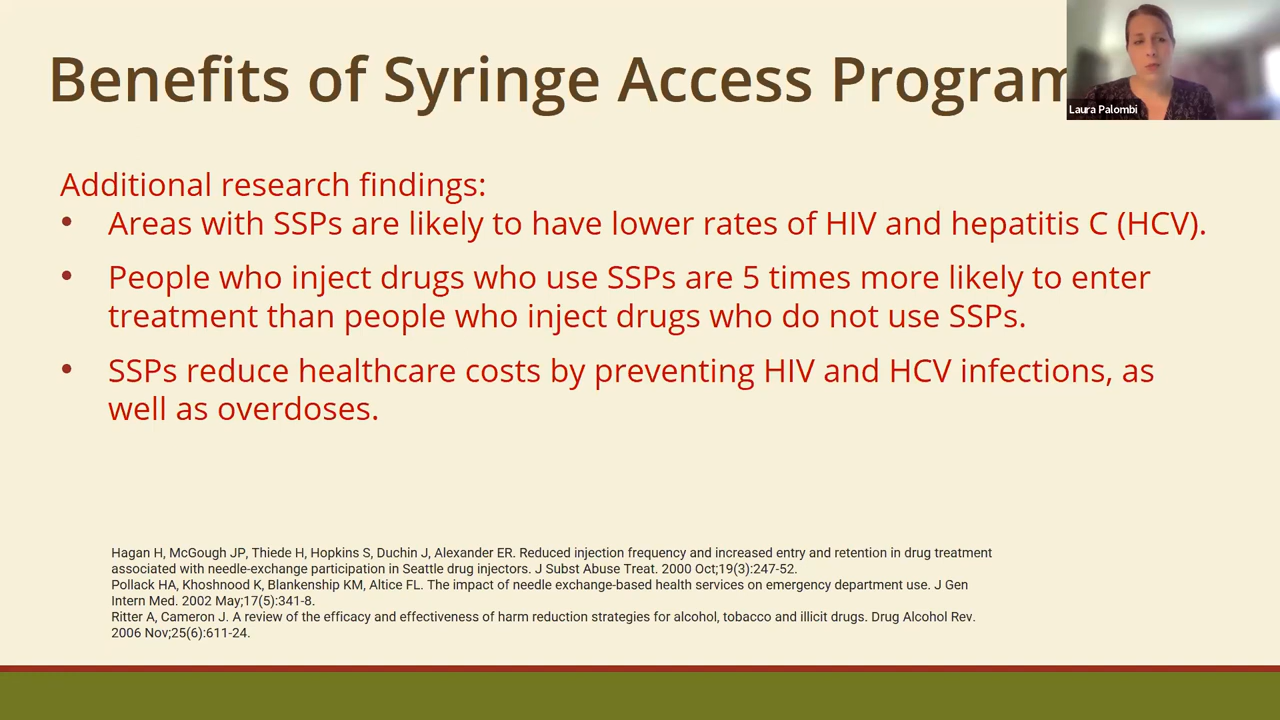 Benefits of Syringe Access Program
Laura Palombi
Additional research findings:
• Areas with SSPs are likely to have lower rates of HIV and hepatitis C (HCV).
• People who inject drugs who use SSPs are 5 times more likely to enter
treatment than people who inject drugs who do not use SSPs.
• SSPs reduce healthcare costs by preventing HIV and HCV infections, as
well as overdoses.
Hagan H, McGough JP, Thiede H, Hopkins S, Duchin J, Alexander ER. Reduced injection frequency and increased entry and retention in drug treatment
associated with needle-exchange participation in Seattle drug injectors. J Subst Abuse Treat. 2000 Oct;19(3):247-52.
Pollack HA, Khoshnood K, Blankenship KM, Altice FL. The impact of needle exchange-based health services on emergency department use. J Gen
Intern Med. 2002 May;17(5):341-8.
Ritter A, Cameron J. A review of the efficacy and effectiveness of harm reduction strategies for alcohol, tobacco and illicit drugs. Drug Alcohol Rev.
2006 Nov;25(6):611-24.